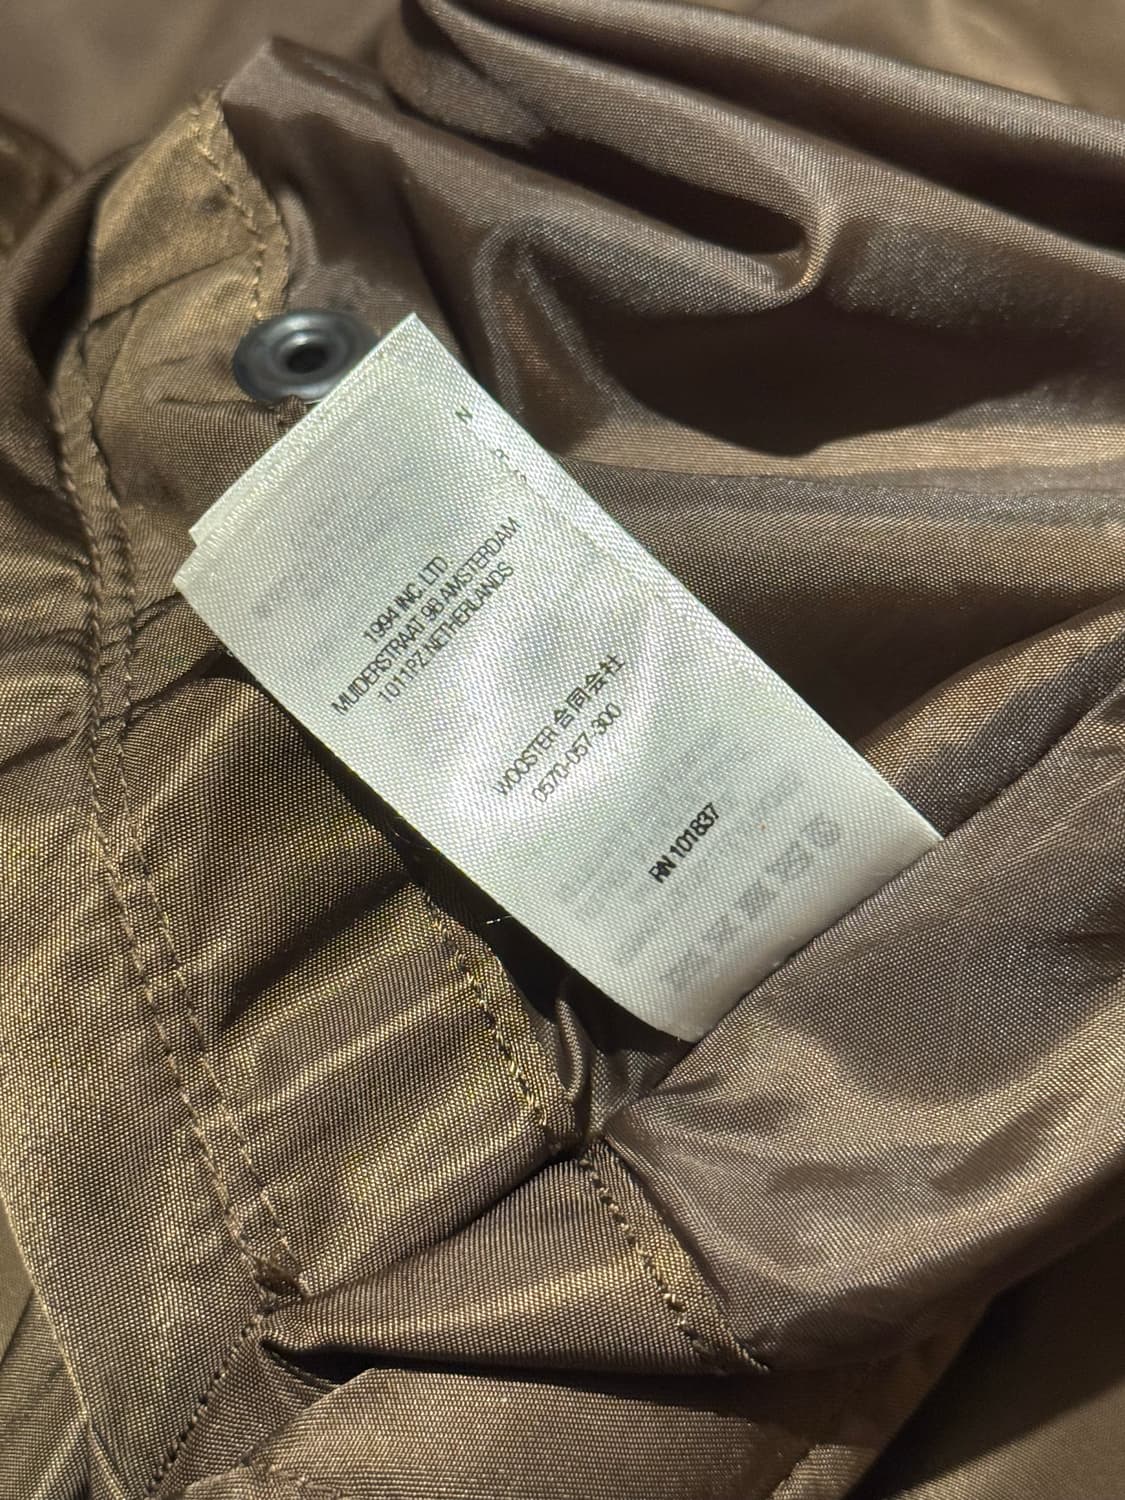 1994 INC. LTD
MUIDERSTRAAT 9B AMSTERDAM
1011PZ NETHERLANDS
WOOSTER 合同会社
0570-057-300
RN 101837